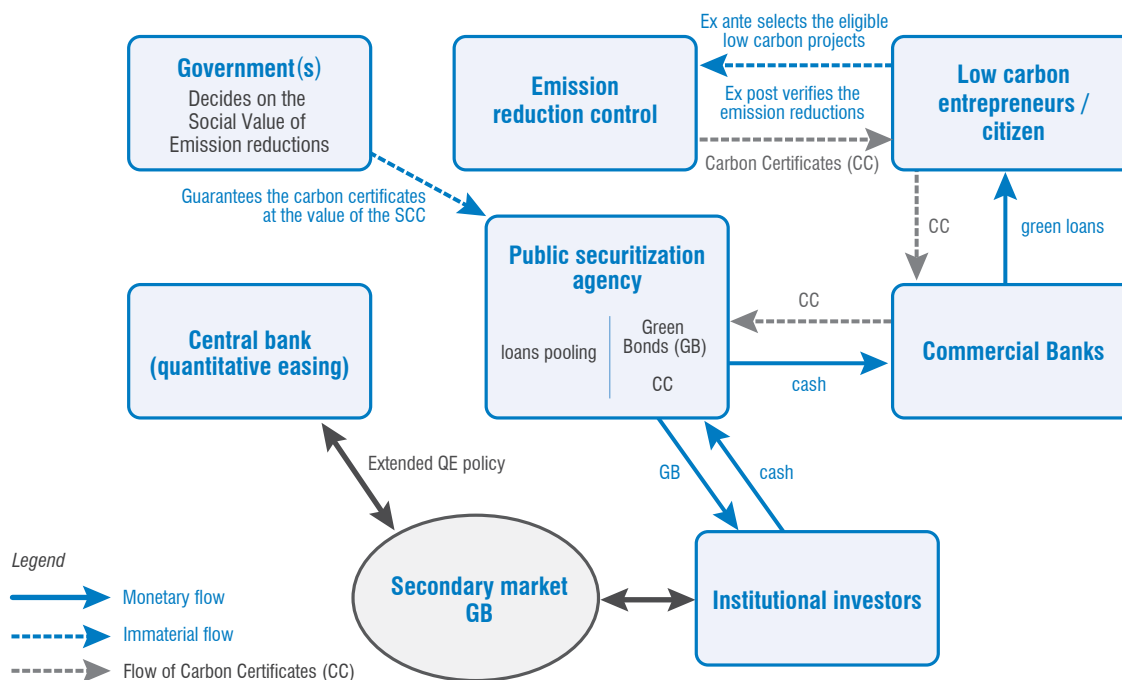 Government(s)
Decides on the
Social Value of
Emission reductions
Emission
reduction control
Ex ante selects the eligible
low carbon projects
Ex post verifies the
emission reductions
Carbon Certificates (CC)
Low carbon
entrepreneurs /
citizen
Guarantees the carbon certificates
at the value of the SCC
CC
green loans
Public securitization
agency
loans pooling
Green
Bonds (GB)
CC
CC
cash
Commercial Banks
Central bank
(quantitative easing)
Extended QE policy
GB
cash
Secondary market
GB
Institutional investors
Legend
Monetary flow
Immaterial flow
Flow of Carbon Certificates (CC)